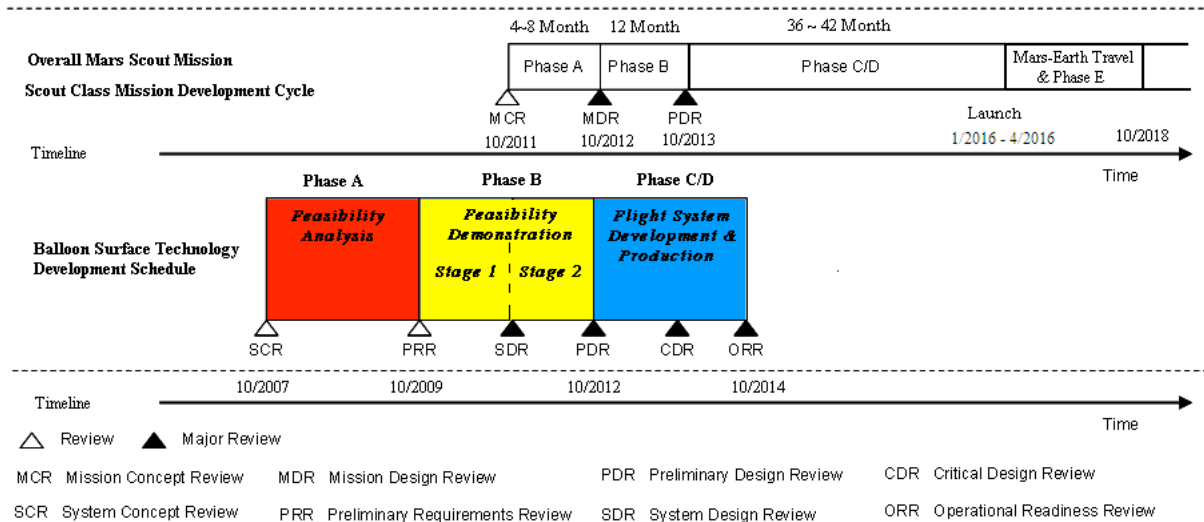 4~8 Month 12 Month 36 ~ 42 Month
Overall Mars Scout Mission
Scout Class Mission Development Cycle
Phase A Phase B Phase C/D Mars-Earth Travel
& Phase E
MCR MDR PDR Launch
10/2011 10/2012 10/2013 1/2016 - 4/2016 10/2018
Timeline
Time
Phase A Phase B Phase C/D
Feasibility
Analysis
Feasibility
Demonstration
Stage 1 Stage 2
Flight System
Development &
Production
Balloon Surface Technology
Development Schedule
SCR PRR SDR PDR CDR ORR
10/2007 10/2009 10/2012 10/2014
Timeline
Time
Review Major Review
MCR Mission Concept Review MDR Mission Design Review PDR Preliminary Design Review CDR Critical Design Review
SCR System Concept Review PRR Preliminary Requirements Review SDR System Design Review ORR Operational Readiness Review